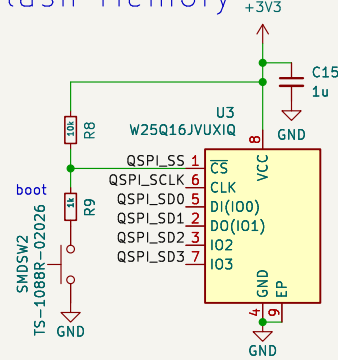 lash Memory
+3V3
C15
1u
GND
R8
10k
U3
W25Q16JVUXIQ
8
VCC
QSPI_SS 1 CS
QSPI_SCLK 6 CLK
QSPI_SD0 5 DI(IO0)
QSPI_SD1 2 DO(IO1)
QSPI_SD2 3 IO2
QSPI_SD3 7 IO3
boot
1k
R9
SMDSW2
TS-1088R-02026
GND
GND EP
4 9
GND